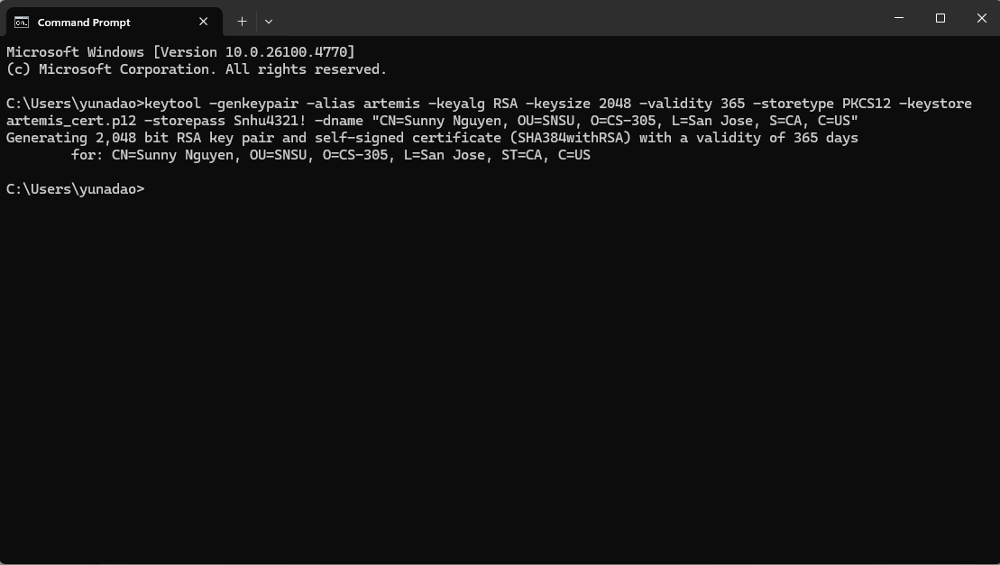 Command Prompt
Microsoft Windows [Version 10.0.26100.4770]
(c) Microsoft Corporation. All rights reserved.
C:\Users\yunadao>keytool -genkeypair -alias artemis -keyalg RSA -keysize 2048 -validity 365 -storetype PKCS12 -keystore
artemis_cert.p12 -storepass Snhu4321! -dname "CN=Sunny Nguyen, OU=SNSU, O=CS-305, L=San Jose, S=CA, C=US"
Generating 2,048 bit RSA key pair and self-signed certificate (SHA384withRSA) with a validity of 365 days
        for: CN=Sunny Nguyen, OU=SNSU, O=CS-305, L=San Jose, ST=CA, C=US
C:\Users\yunadao>